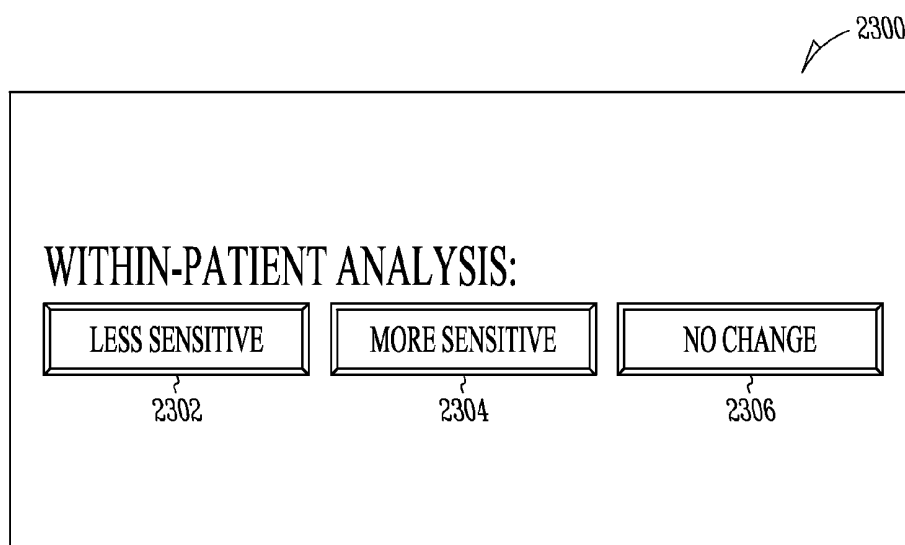 2300
WITHIN-PATIENT ANALYSIS:
LESS SENSITIVE MORE SENSITIVE NO CHANGE
2302 2304 2306